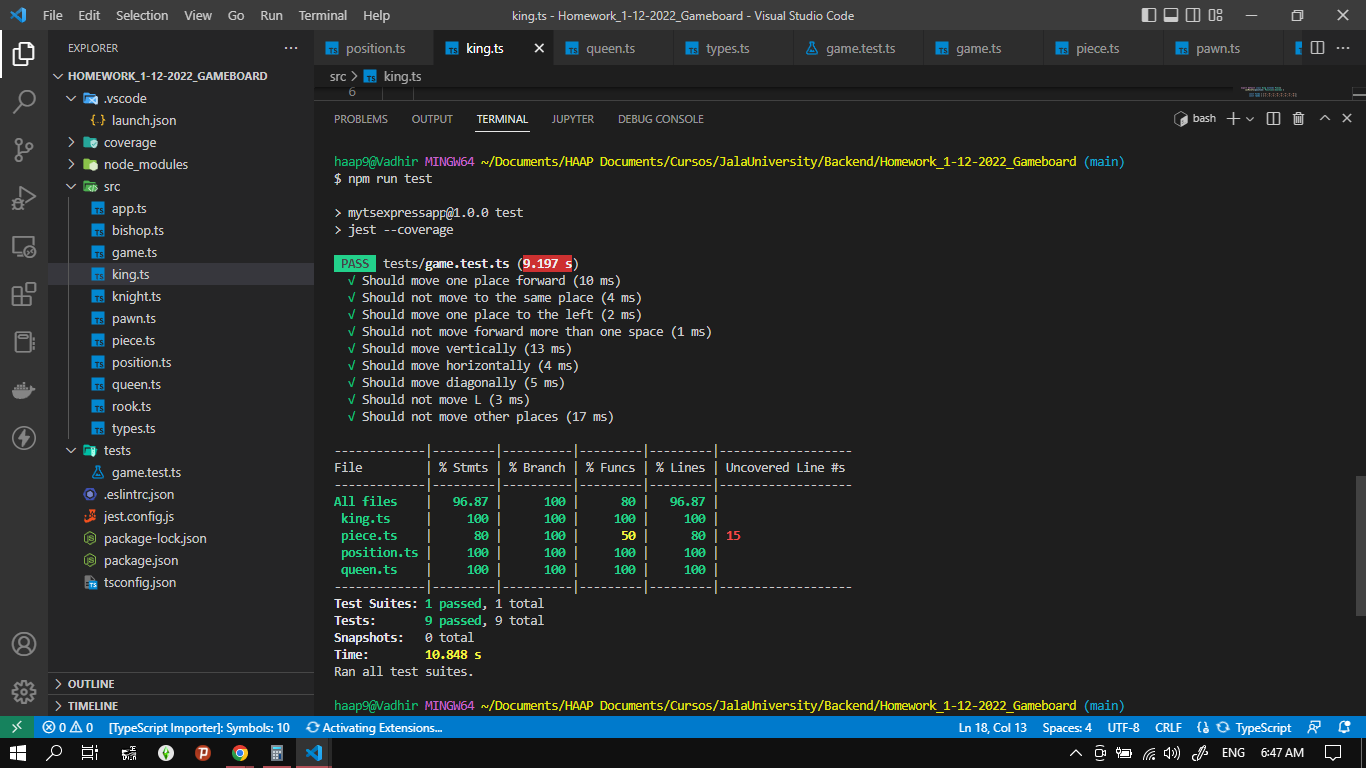 File Edit Selection View Go Run Terminal Help king.ts - Homework_1-12-2022_Gameboard - Visual Studio Code
EXPLORER
position.ts king.ts queen.ts types.ts game.test.ts game.ts piece.ts pawn.ts
HOMEWORK_1-12-2022_GAMEBOARD
.vscode
launch.json
coverage
node_modules
src
app.ts
bishop.ts
game.ts
king.ts
knight.ts
pawn.ts
piece.ts
position.ts
queen.ts
rook.ts
types.ts
tests
game.test.ts
.eslintrc.json
jest.config.js
package-lock.json
package.json
tsconfig.json
OUTLINE
TIMELINE
src > king.ts
6
PROBLEMS OUTPUT TERMINAL JUPYTER DEBUG CONSOLE bash
haap9@Vadhir MINGW64 ~/Documents/HAAP Documents/Cursos/JalaUniversity/Backend/Homework_1-12-2022_Gameboard (main)
$ npm run test
> mytsexpressapp@1.0.0 test
> jest --coverage
PASS tests/game.test.ts (9.197 s)
√ Should move one place forward (10 ms)
√ Should not move to the same place (4 ms)
√ Should move one place to the left (2 ms)
√ Should not move forward more than one space (1 ms)
√ Should move vertically (13 ms)
√ Should move horizontally (4 ms)
√ Should move diagonally (5 ms)
√ Should not move L (3 ms)
√ Should not move other places (17 ms)
-------------|---------|----------|---------|---------|-------------------
File | % Stmts | % Branch | % Funcs | % Lines | Uncovered Line #s
-------------|---------|----------|---------|---------|-------------------
All files | 96.87 | 100 | 80 | 96.87 |
king.ts | 100 | 100 | 100 | 100 |
piece.ts | 80 | 100 | 50 | 80 | 15
position.ts | 100 | 100 | 100 | 100 |
queen.ts | 100 | 100 | 100 | 100 |
-------------|---------|----------|---------|---------|-------------------
Test Suites: 1 passed, 1 total
Tests: 9 passed, 9 total
Snapshots: 0 total
Time: 10.848 s
Ran all test suites.
haap9@Vadhir MINGW64 ~/Documents/HAAP Documents/Cursos/JalaUniversity/Backend/Homework_1-12-2022_Gameboard (main)
0 0 [TypeScript Importer]: Symbols: 10 Activating Extensions... Ln 18, Col 13 Spaces: 4 UTF-8 CRLF TypeScript
ENG 6:47 AM